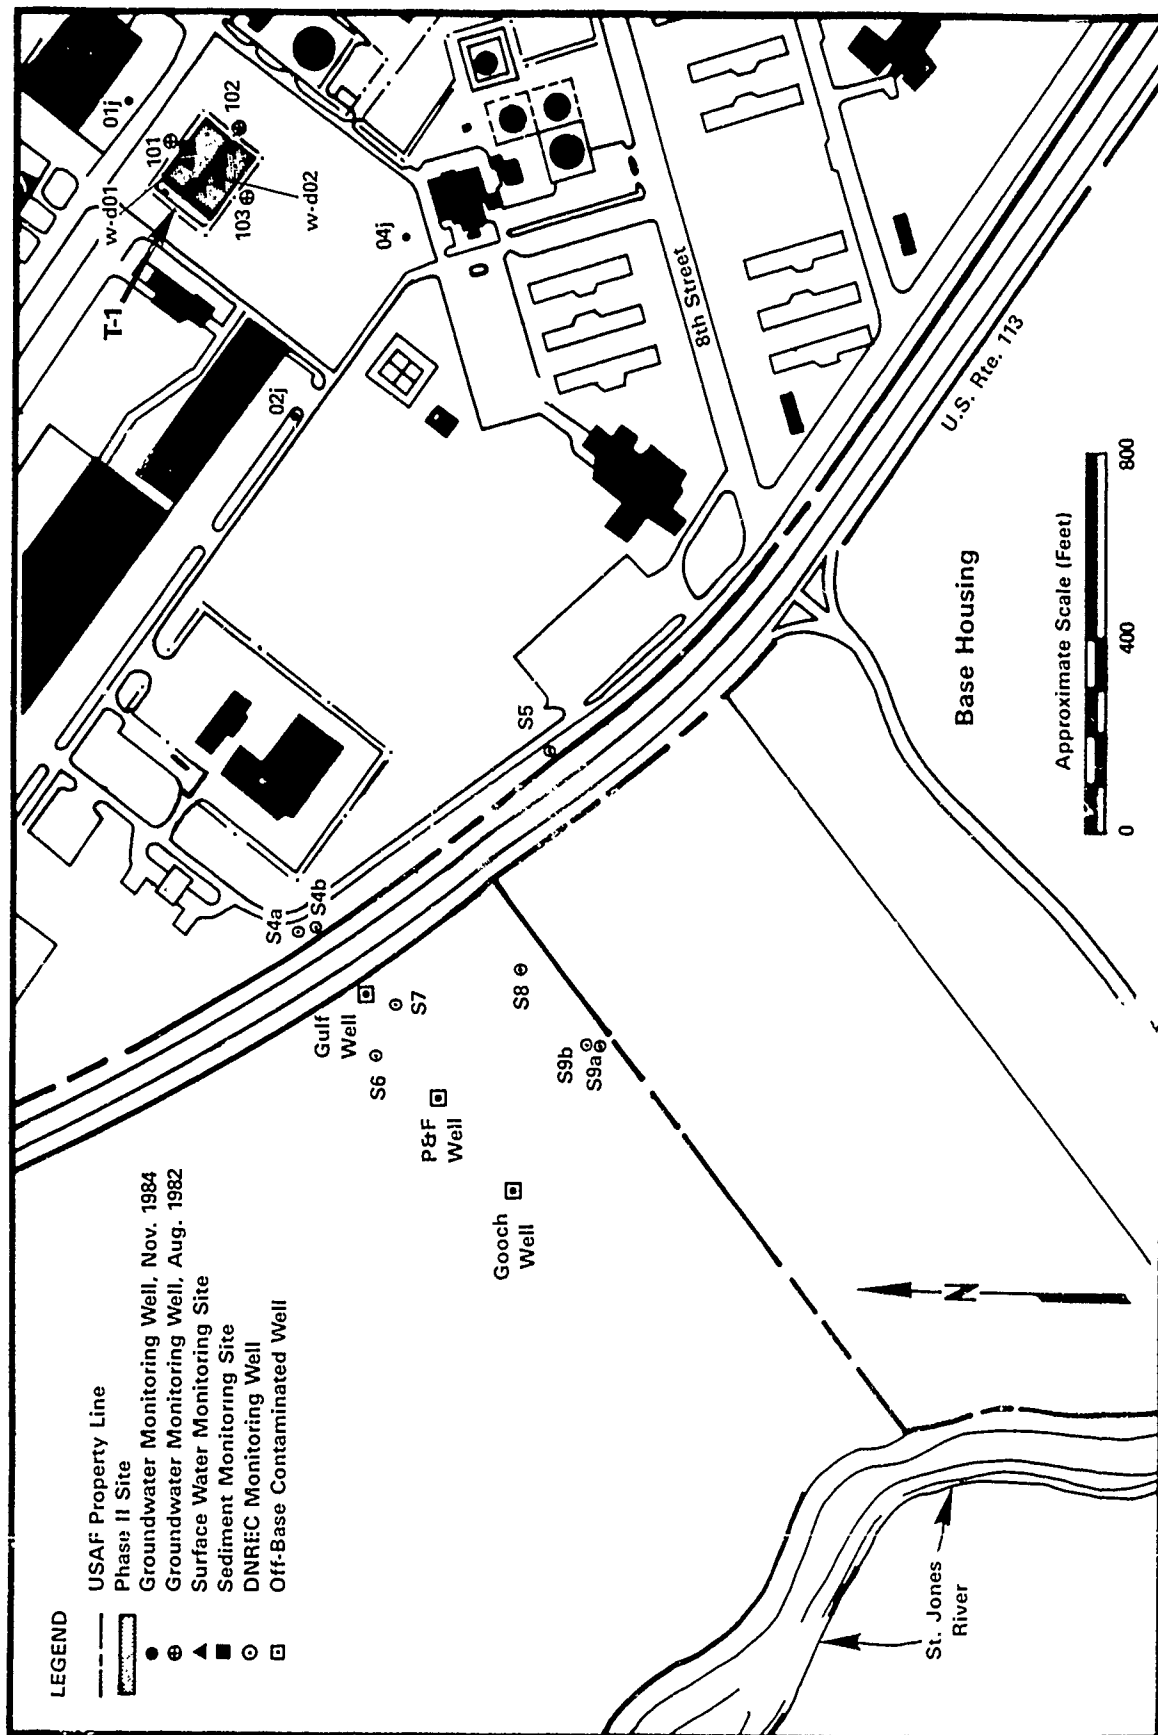 LEGEND
USAF Property Line
Phase II Site
Groundwater Monitoring Well, Nov. 1984
Groundwater Monitoring Well, Aug. 1982
Surface Water Monitoring Site
Sediment Monitoring Site
DNREC Monitoring Well
Off-Base Contaminated Well
S4a
S4b
Gulf
Well
S6
S7
P&F
Well
Gooch
Well
S8
S9b
S9a
S5
02j
T-1
w-d01
101
01j
102
103
w-d02
04j
8th Street
U.S. Rte. 113
Base Housing
Approximate Scale (Feet)
0
400
800
N
St. Jones
River